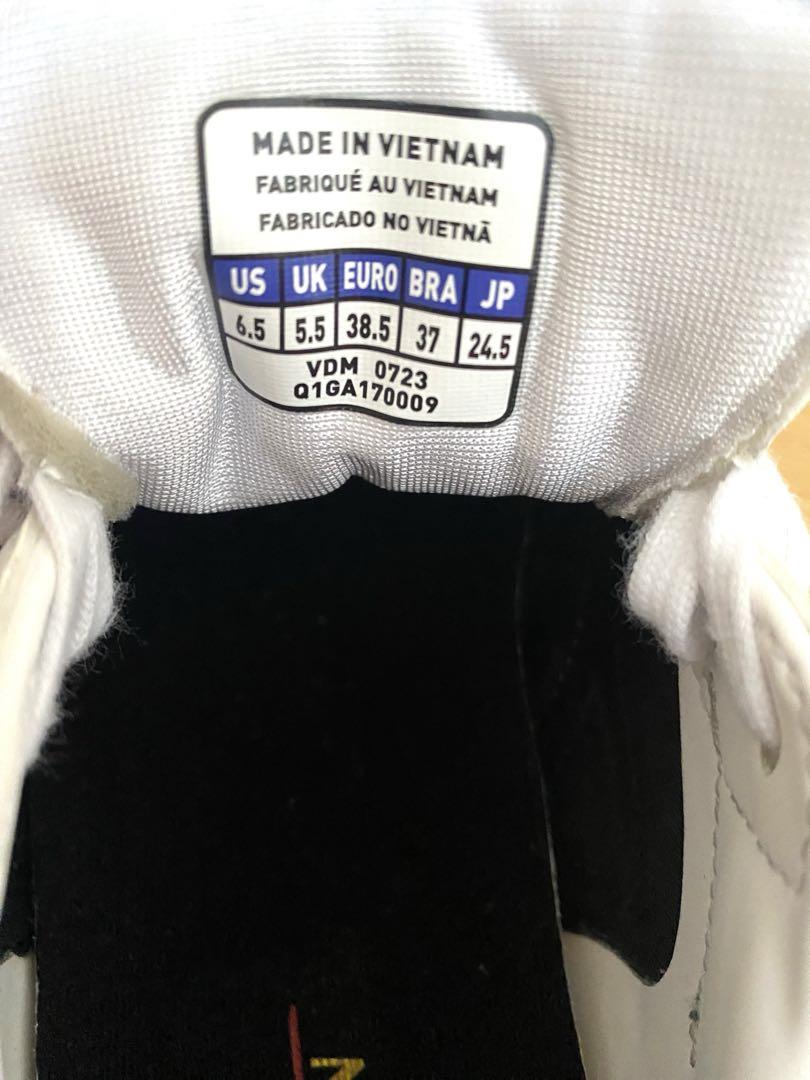 MADE IN VIETNAM
FABRIQUÉ AU VIETNAM
FABRICADO NO VIETNÃ
US UK EURO BRA JP
6.5 5.5 38.5 37 24.5
VDM 0723
Q1GA170009